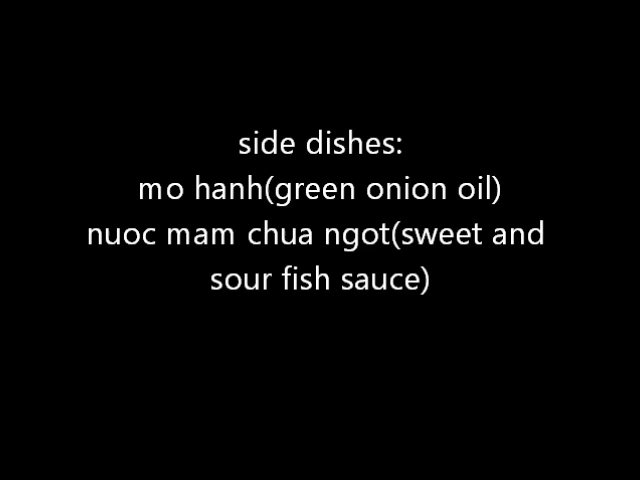 side dishes:
mo hanh(green onion oil)
nuoc mam chua ngot(sweet and
sour fish sauce)